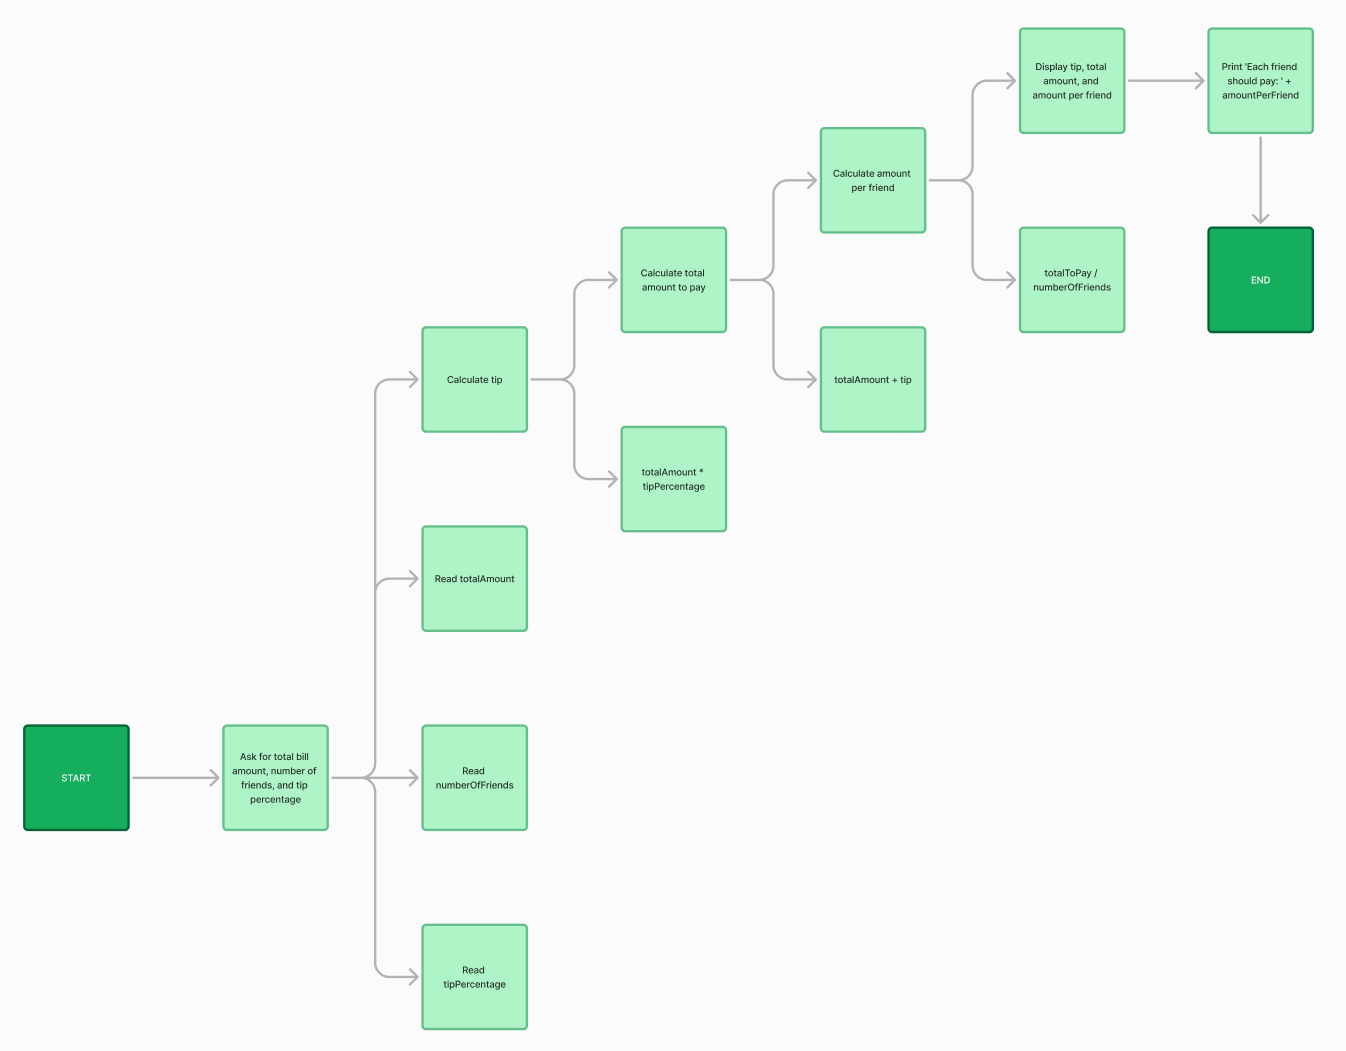 Display tip, total
amount, and
amount per friend
Print 'Each friend
should pay: ' +
amountPerFriend
Calculate amount
per friend
Calculate total
amount to pay
totalToPay /
numberOfFriends
END
Calculate tip
totalAmount + tip
totalAmount *
tipPercentage
Read totalAmount
START
Ask for total bill
amount, number of
friends, and tip
percentage
Read
numberOfFriends
Read
tipPercentage